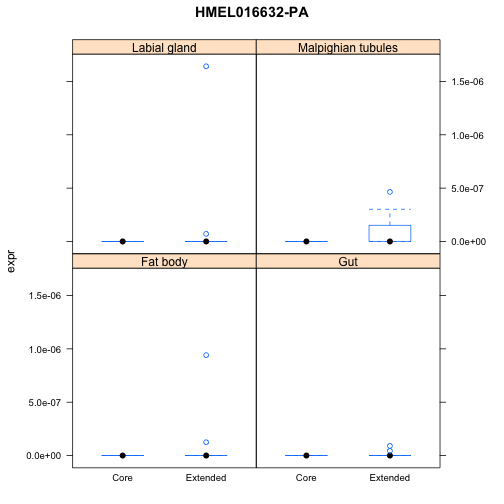 HMEL016632-PA
Labial gland
Malpighian tubules
1.5e-06
1.0e-06
5.0e-07
0.0e+00
expr
Fat body
Gut
1.5e-06
1.0e-06
5.0e-07
0.0e+00
Core
Extended
Core
Extended